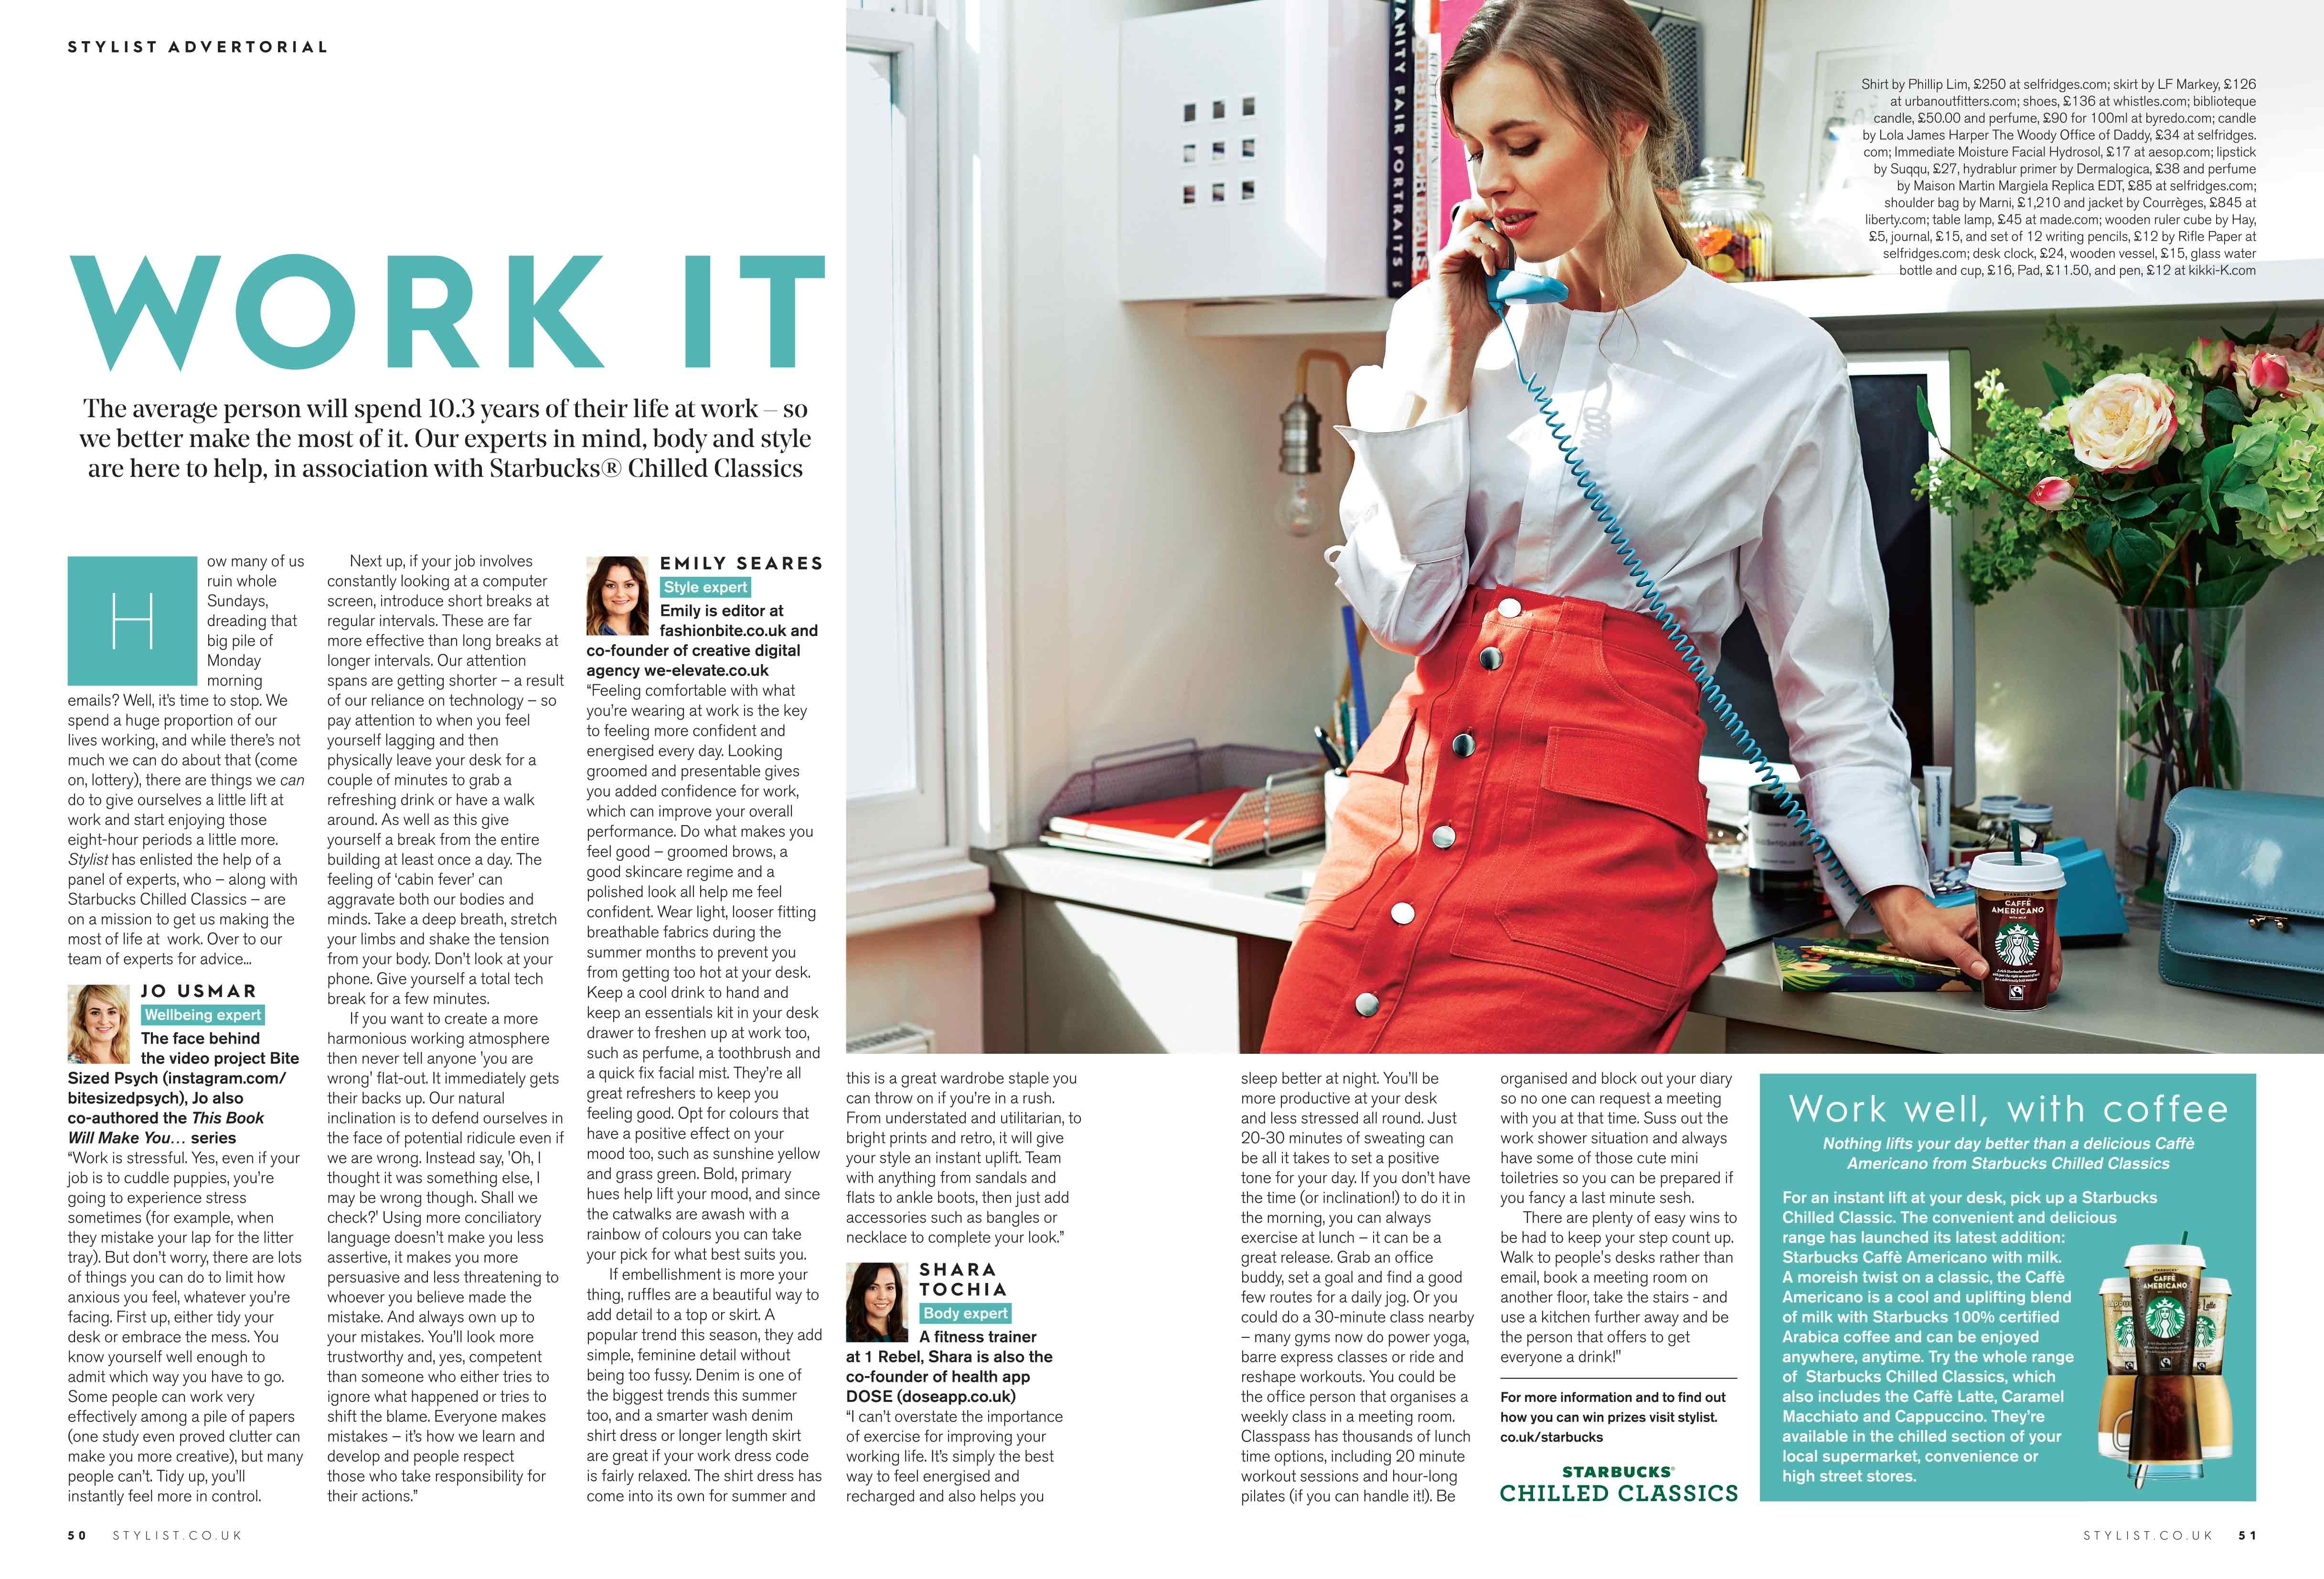 STYLIST ADVERTORIAL
WORK IT
The average person will spend 10.3 years of their life at work – so
we better make the most of it. Our experts in mind, body and style
are here to help, in association with Starbucks® Chilled Classics
How many of us
ruin whole
Sundays,
dreading that
big pile of
Monday
morning
emails? Well, it's time to stop. We
spend a huge proportion of our
lives working, and while there's not
much we can do about that (come
on, lottery), there are things we can
do to give ourselves a little lift at
work and start enjoying those
eight-hour periods a little more.
Stylist has enlisted the help of a
panel of experts, who – along with
Starbucks Chilled Classics – are
on a mission to get us making the
most of life at work. Over to our
team of experts for advice...
JO USMAR
Wellbeing expert
The face behind
the video project Bite
Sized Psych (instagram.com/
bitesizedpsych), Jo also
co-authored the This Book
Will Make You… series
“Work is stressful. Yes, even if your
job is to cuddle puppies, you're
going to experience stress
sometimes (for example, when
they mistake your lap for the litter
tray). But don't worry, there are lots
of things you can do to limit how
anxious you feel, whatever you're
facing. First up, either tidy your
desk or embrace the mess. You
know yourself well enough to
admit which way you have to go.
Some people can work very
effectively among a pile of papers
(one study even proved clutter can
make you more creative), but many
people can't. Tidy up, you'll
instantly feel more in control.
Next up, if your job involves
constantly looking at a computer
screen, introduce short breaks at
regular intervals. These are far
more effective than long breaks at
longer intervals. Our attention
spans are getting shorter – a result
of our reliance on technology – so
pay attention to when you feel
yourself lagging and then
physically leave your desk for a
couple of minutes to grab a
refreshing drink or have a walk
around. As well as this give
yourself a break from the entire
building at least once a day. The
feeling of ‘cabin fever’ can
aggravate both our bodies and
minds. Take a deep breath, stretch
your limbs and shake the tension
from your body. Don't look at your
phone. Give yourself a total tech
break for a few minutes.
If you want to create a more
harmonious working atmosphere
then never tell anyone 'you are
wrong' flat-out. It immediately gets
their backs up. Our natural
inclination is to defend ourselves in
the face of potential ridicule even if
we are wrong. Instead say, 'Oh, I
thought it was something else, I
may be wrong though. Shall we
check?' Using more conciliatory
language doesn't make you less
assertive, it makes you more
persuasive and less threatening to
whoever you believe made the
mistake. And always own up to
your mistakes. You'll look more
trustworthy and, yes, competent
than someone who either tries to
ignore what happened or tries to
shift the blame. Everyone makes
mistakes – it's how we learn and
develop and people respect
those who take responsibility for
their actions.”
EMILY SEARES
Style expert
Emily is editor at
fashionbite.co.uk and
co-founder of creative digital
agency we-elevate.co.uk
“Feeling comfortable with what
you're wearing at work is the key
to feeling more confident and
energised every day. Looking
groomed and presentable gives
you added confidence for work,
which can improve your overall
performance. Do what makes you
feel good – groomed brows, a
good skincare regime and a
polished look all help me feel
confident. Wear light, looser fitting
breathable fabrics during the
summer months to prevent you
from getting too hot at your desk.
Keep a cool drink to hand and
keep an essentials kit in your desk
drawer to freshen up at work too,
such as perfume, a toothbrush and
a quick fix facial mist. They're all
great refreshers to keep you
feeling good. Opt for colours that
have a positive effect on your
mood too, such as sunshine yellow
and grass green. Bold, primary
hues help lift your mood, and since
the catwalks are awash with a
rainbow of colours you can take
your pick for what best suits you.
If embellishment is more your
thing, ruffles are a beautiful way to
add detail to a top or skirt. A
popular trend this season, they add
simple, feminine detail without
being too fussy. Denim is one of
the biggest trends this summer
too, and a smarter wash denim
shirt dress or longer length skirt
are great if your work dress code
is fairly relaxed. The shirt dress has
come into its own for summer and
this is a great wardrobe staple you
can throw on if you're in a rush.
From understated and utilitarian, to
bright prints and retro, it will give
your style an instant uplift. Team
with anything from sandals and
flats to ankle boots, then just add
accessories such as bangles or
necklace to complete your look.”
SHARA
TOCHIA
Body expert
A fitness trainer
at 1 Rebel, Shara is also the
co-founder of health app
DOSE (doseapp.co.uk)
“I can't overstate the importance
of exercise for improving your
working life. It's simply the best
way to feel energised and
recharged and also helps you
sleep better at night. You'll be
more productive at your desk
and less stressed all round. Just
20-30 minutes of sweating can
be all it takes to set a positive
tone for your day. If you don't have
the time (or inclination!) to do it in
the morning, you can always
exercise at lunch – it can be a
great release. Grab an office
buddy, set a goal and find a good
few routes for a daily jog. Or you
could do a 30-minute class nearby
– many gyms now do power yoga,
barre express classes or ride and
reshape workouts. You could be
the office person that organises a
weekly class in a meeting room.
Classpass has thousands of lunch
time options, including 20 minute
workout sessions and hour-long
pilates (if you can handle it!). Be
organised and block out your diary
so no one can request a meeting
with you at that time. Suss out the
work shower situation and always
have some of those cute mini
toiletries so you can be prepared if
you fancy a last minute sesh.
There are plenty of easy wins to
be had to keep your step count up.
Walk to people's desks rather than
email, book a meeting room on
another floor, take the stairs - and
use a kitchen further away and be
the person that offers to get
everyone a drink!"
For more information and to find out
how you can win prizes visit stylist.
co.uk/starbucks
STARBUCKS®
CHILLED CLASSICS
Shirt by Phillip Lim, £250 at selfridges.com; skirt by LF Markey, £126
at urbanoutfitters.com; shoes, £136 at whistles.com; biblioteque
candle, £50.00 and perfume, £90 for 100ml at byredo.com; candle
by Lola James Harper The Woody Office of Daddy, £34 at selfridges.
com; Immediate Moisture Facial Hydrosol, £17 at aesop.com; lipstick
by Suqqu, £27, hydrablur primer by Dermalogica, £38 and perfume
by Maison Martin Margiela Replica EDT, £85 at selfridges.com;
shoulder bag by Marni, £1,210 and jacket by Courrèges, £845 at
liberty.com; table lamp, £45 at made.com; wooden ruler cube by Hay,
£5, journal, £15, and set of 12 writing pencils, £12 by Rifle Paper at
selfridges.com; desk clock, £24, wooden vessel, £15, glass water
bottle and cup, £16, Pad, £11.50, and pen, £12 at kikki-K.com
VANITY FAIR PORTRAITS
CAFFÈ
AMERICANO
WITH MILK
Work well, with coffee
Nothing lifts your day better than a delicious Caffè
Americano from Starbucks Chilled Classics
For an instant lift at your desk, pick up a Starbucks
Chilled Classic. The convenient and delicious
range has launched its latest addition:
Starbucks Caffè Americano with milk.
A moreish twist on a classic, the Caffè
Americano is a cool and uplifting blend
of milk with Starbucks 100% certified
Arabica coffee and can be enjoyed
anywhere, anytime. Try the whole range
of Starbucks Chilled Classics, which
also includes the Caffè Latte, Caramel
Macchiato and Cappuccino. They're
available in the chilled section of your
local supermarket, convenience or
high street stores.
CAFFÈ
AMERICANO
Latte
50 STYLIST.CO.UK
STYLIST.CO.UK 51